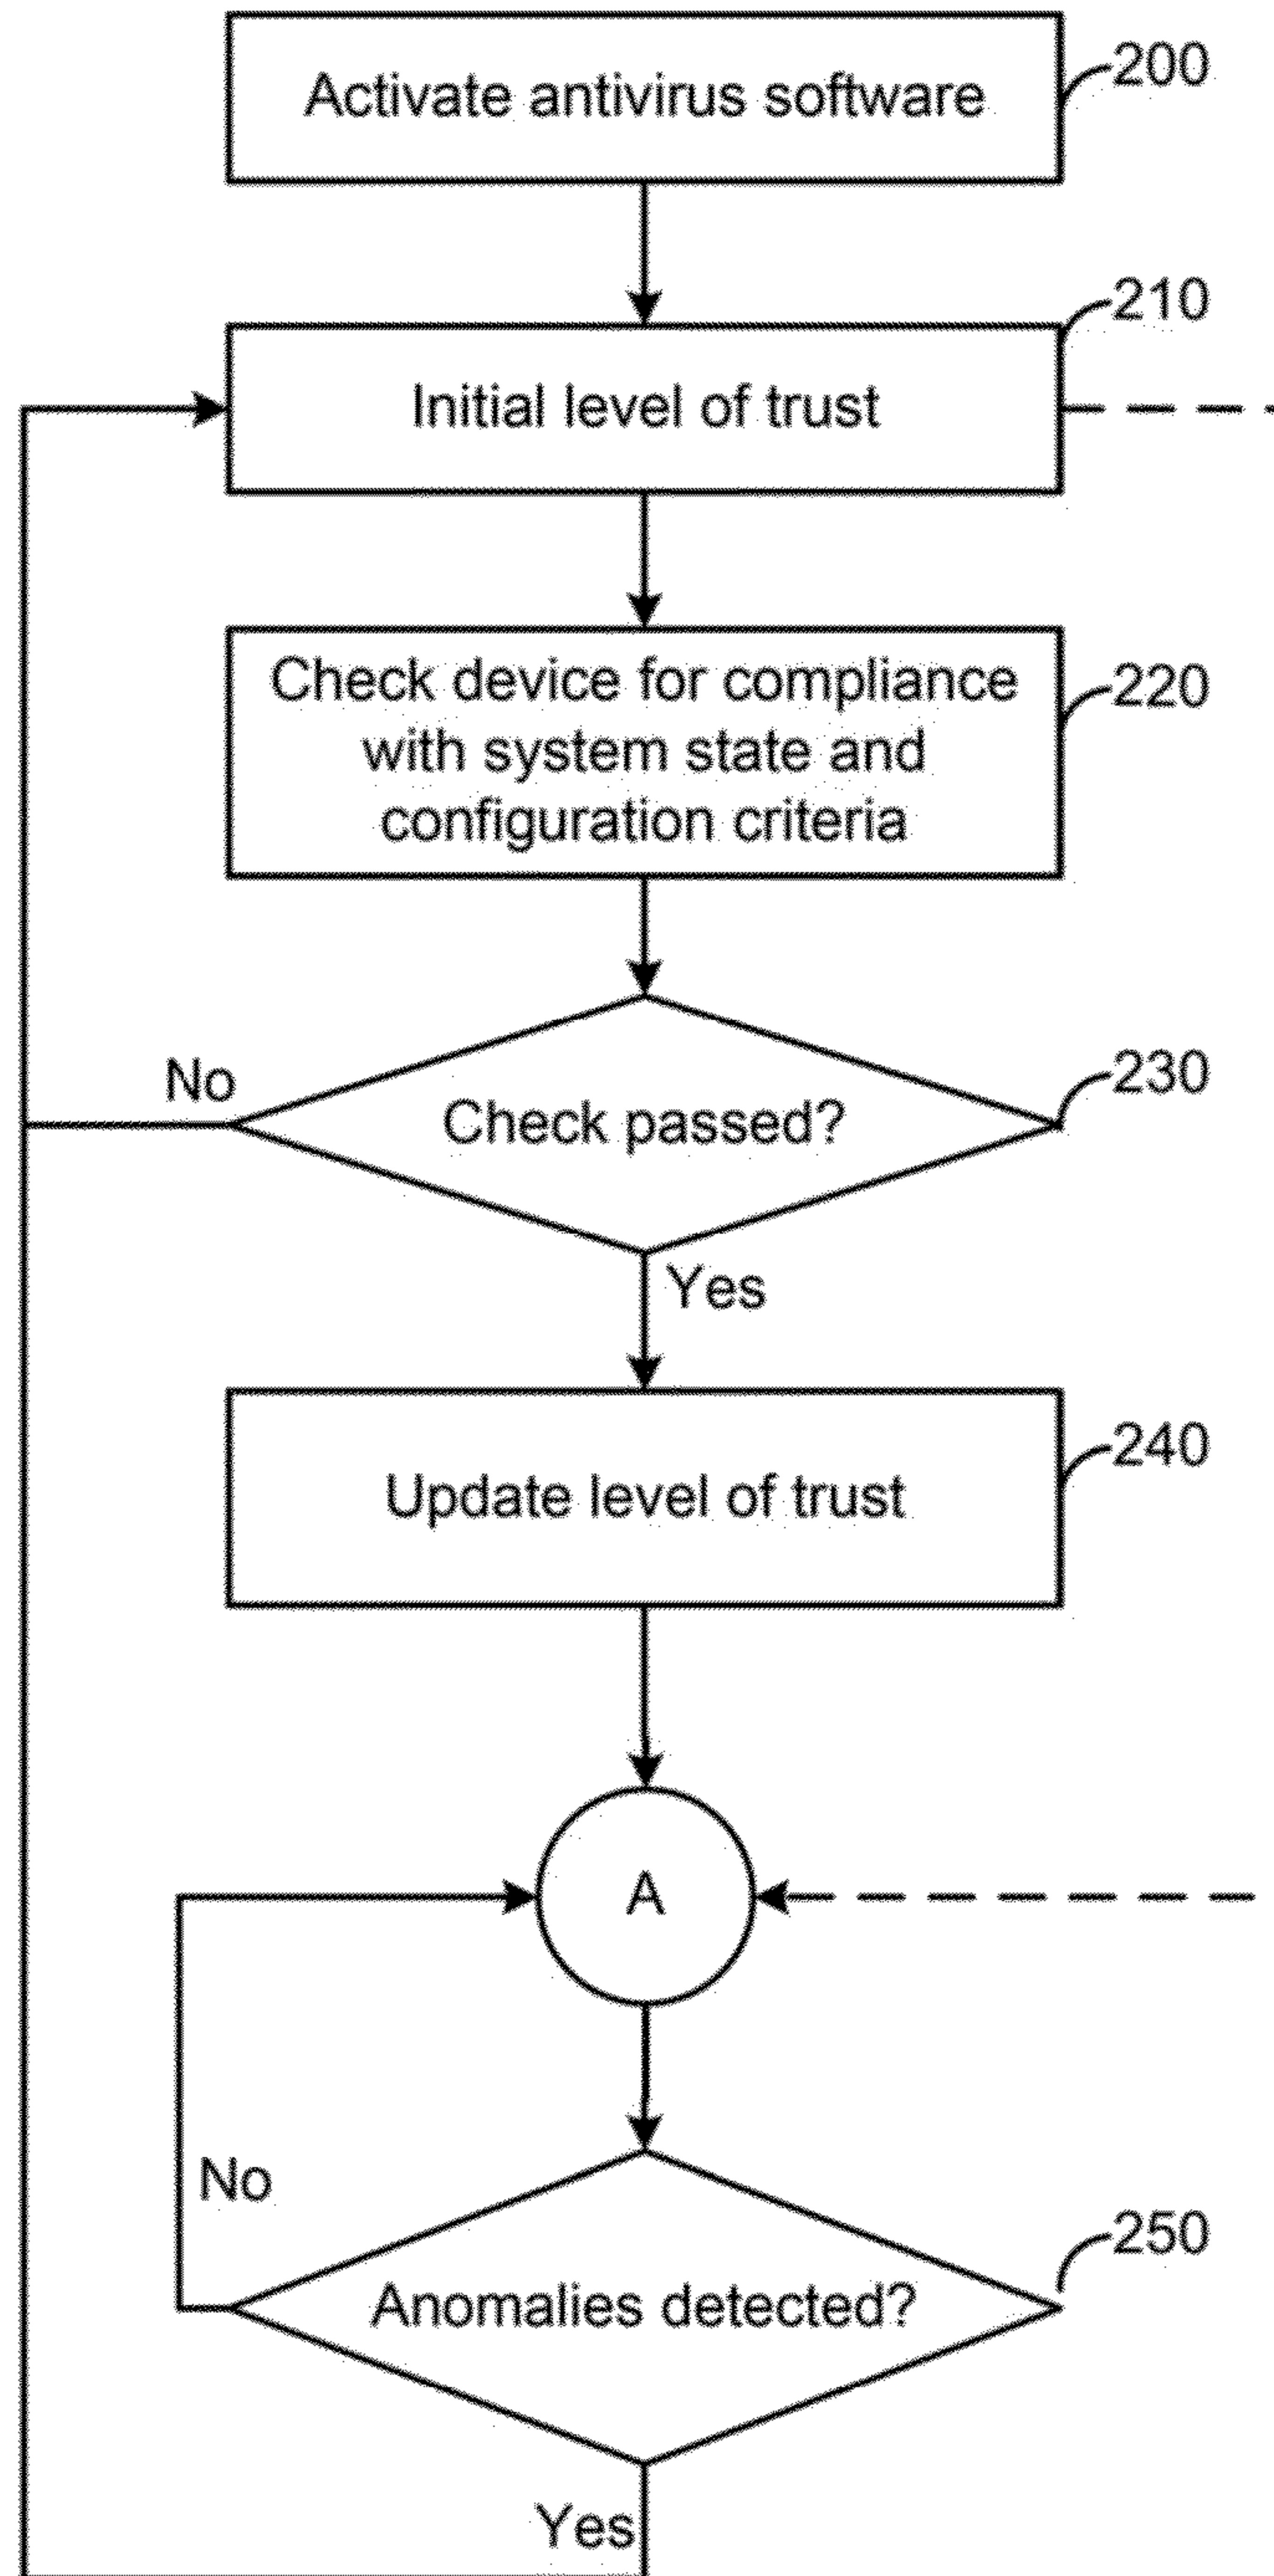 Activate antivirus software
200
210
Initial level of trust
Check device for compliance
with system state and
configuration criteria
220
No
Check passed?
230
Yes
Update level of trust
240
A
No
Anomalies detected?
250
Yes